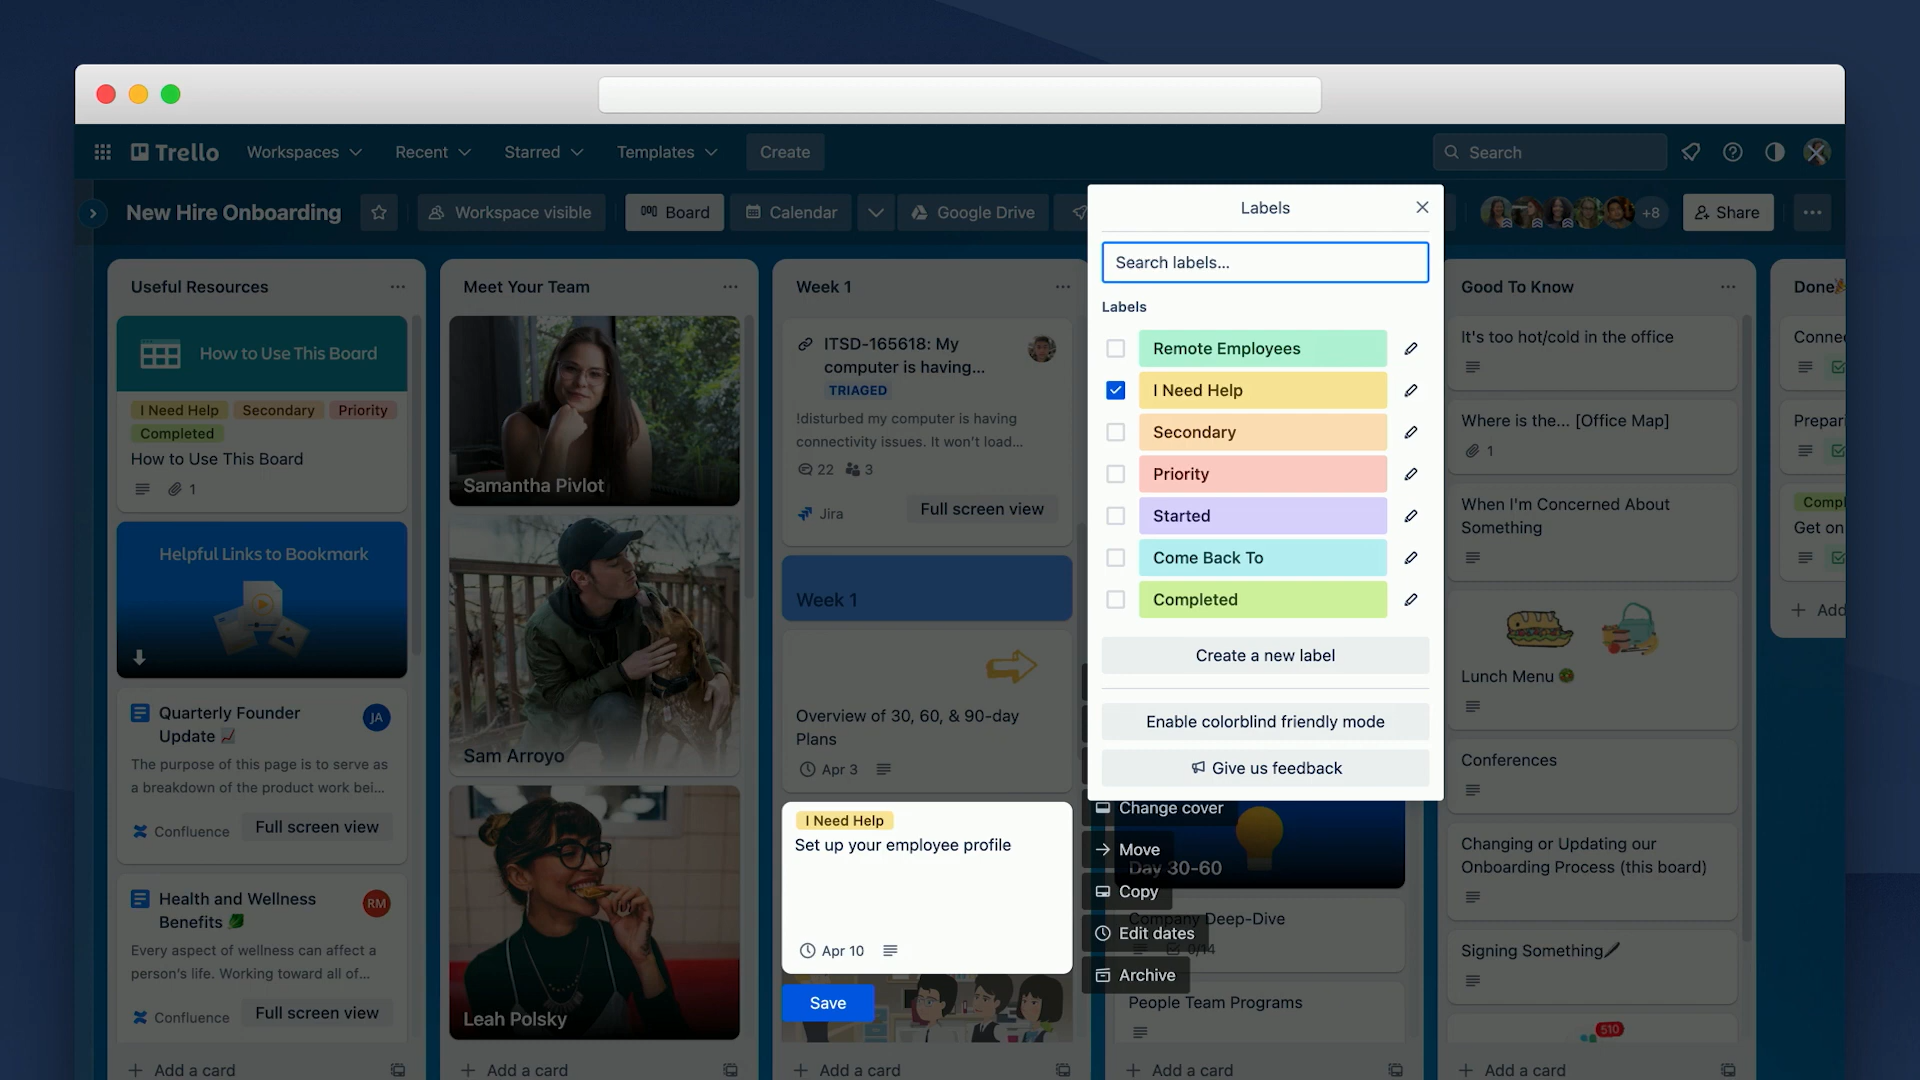 Trello
Workspaces
Recent
Starred
Templates
Create
Search
New Hire Onboarding
Workspace visible
Board
Calendar
Google Drive
+8
Share
Useful Resources
How to Use This Board
I Need Help
Secondary
Priority
Completed
How to Use This Board
1
Helpful Links to Bookmark
Quarterly Founder
Update
JA
The purpose of this page is to serve as
a breakdown of the product work bei...
Confluence
Full screen view
Health and Wellness
Benefits
RM
Every aspect of wellness can affect a
person's life. Working toward all of...
Confluence
Full screen view
Add a card
Meet Your Team
Samantha Pivlot
Sam Arroyo
Leah Polsky
Add a card
Week 1
ITSD-165618: My
computer is having...
TRIAGED
!disturbed my computer is having
connectivity issues. It won't load...
22
3
Jira
Full screen view
Week 1
Overview of 30, 60, & 90-day
Plans
Apr 3
I Need Help
Set up your employee profile
Apr 10
Save
Add a card
Labels
Search labels...
Labels
Remote Employees
I Need Help
Secondary
Priority
Started
Come Back To
Completed
Create a new label
Enable colorblind friendly mode
Give us feedback
Change cover
Move
Day 30-60
Copy
Company Deep-Dive
Edit dates
0/14
Archive
People Team Programs
Add a card
Good To Know
It's too hot/cold in the office
Where is the... [Office Map]
1
When I'm Concerned About
Something
Lunch Menu
Conferences
Changing or Updating our
Onboarding Process (this board)
Signing Something
510
Add a card
Done
Conne
Prepari
Compl
Get on
Add